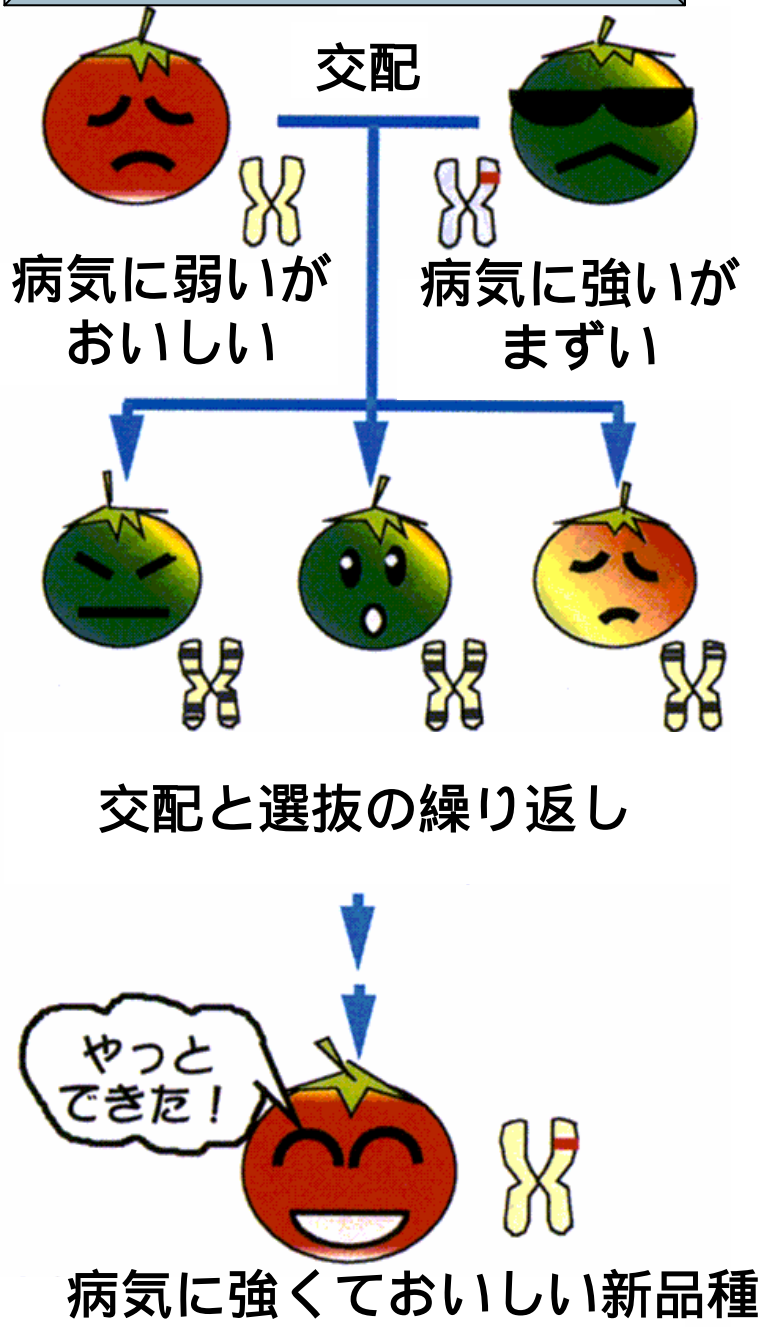 交配
病気に弱いが
おいしい
病気に強いが
まずい
交配と選抜の繰り返し
やっと
できた！
病気に強くておいしい新品種